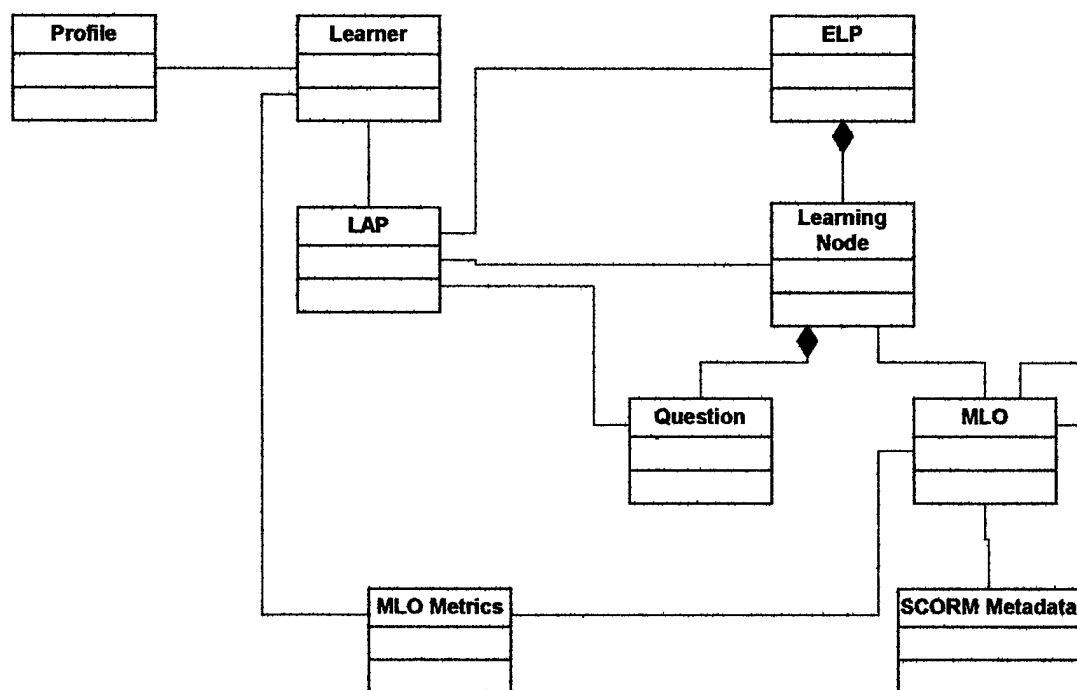 Profile
Learner
ELP
LAP
Learning
Node
Question
MLO
MLO Metrics
SCORM Metadata